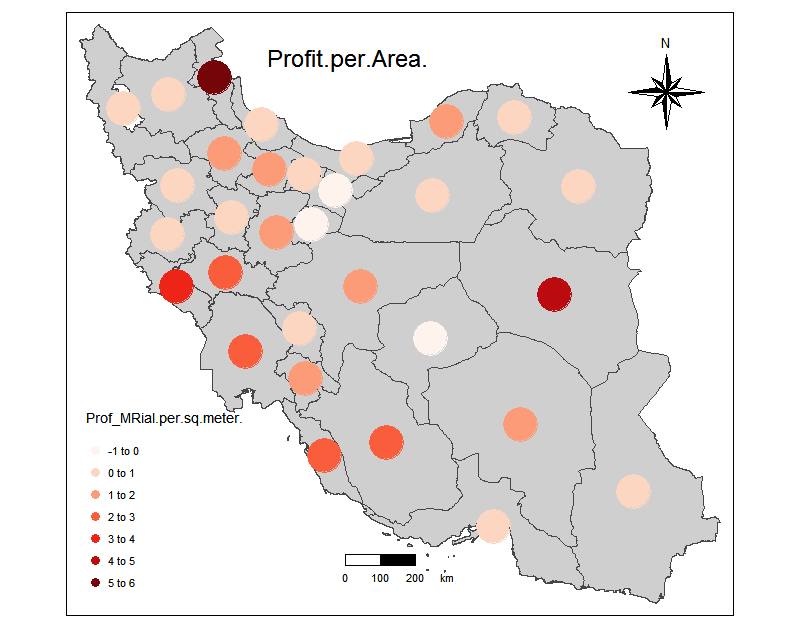 Profit.per.Area.
N
Prof_MRial.per.sq.meter.
-1 to 0
0 to 1
1 to 2
2 to 3
3 to 4
4 to 5
5 to 6
0 100 200 km